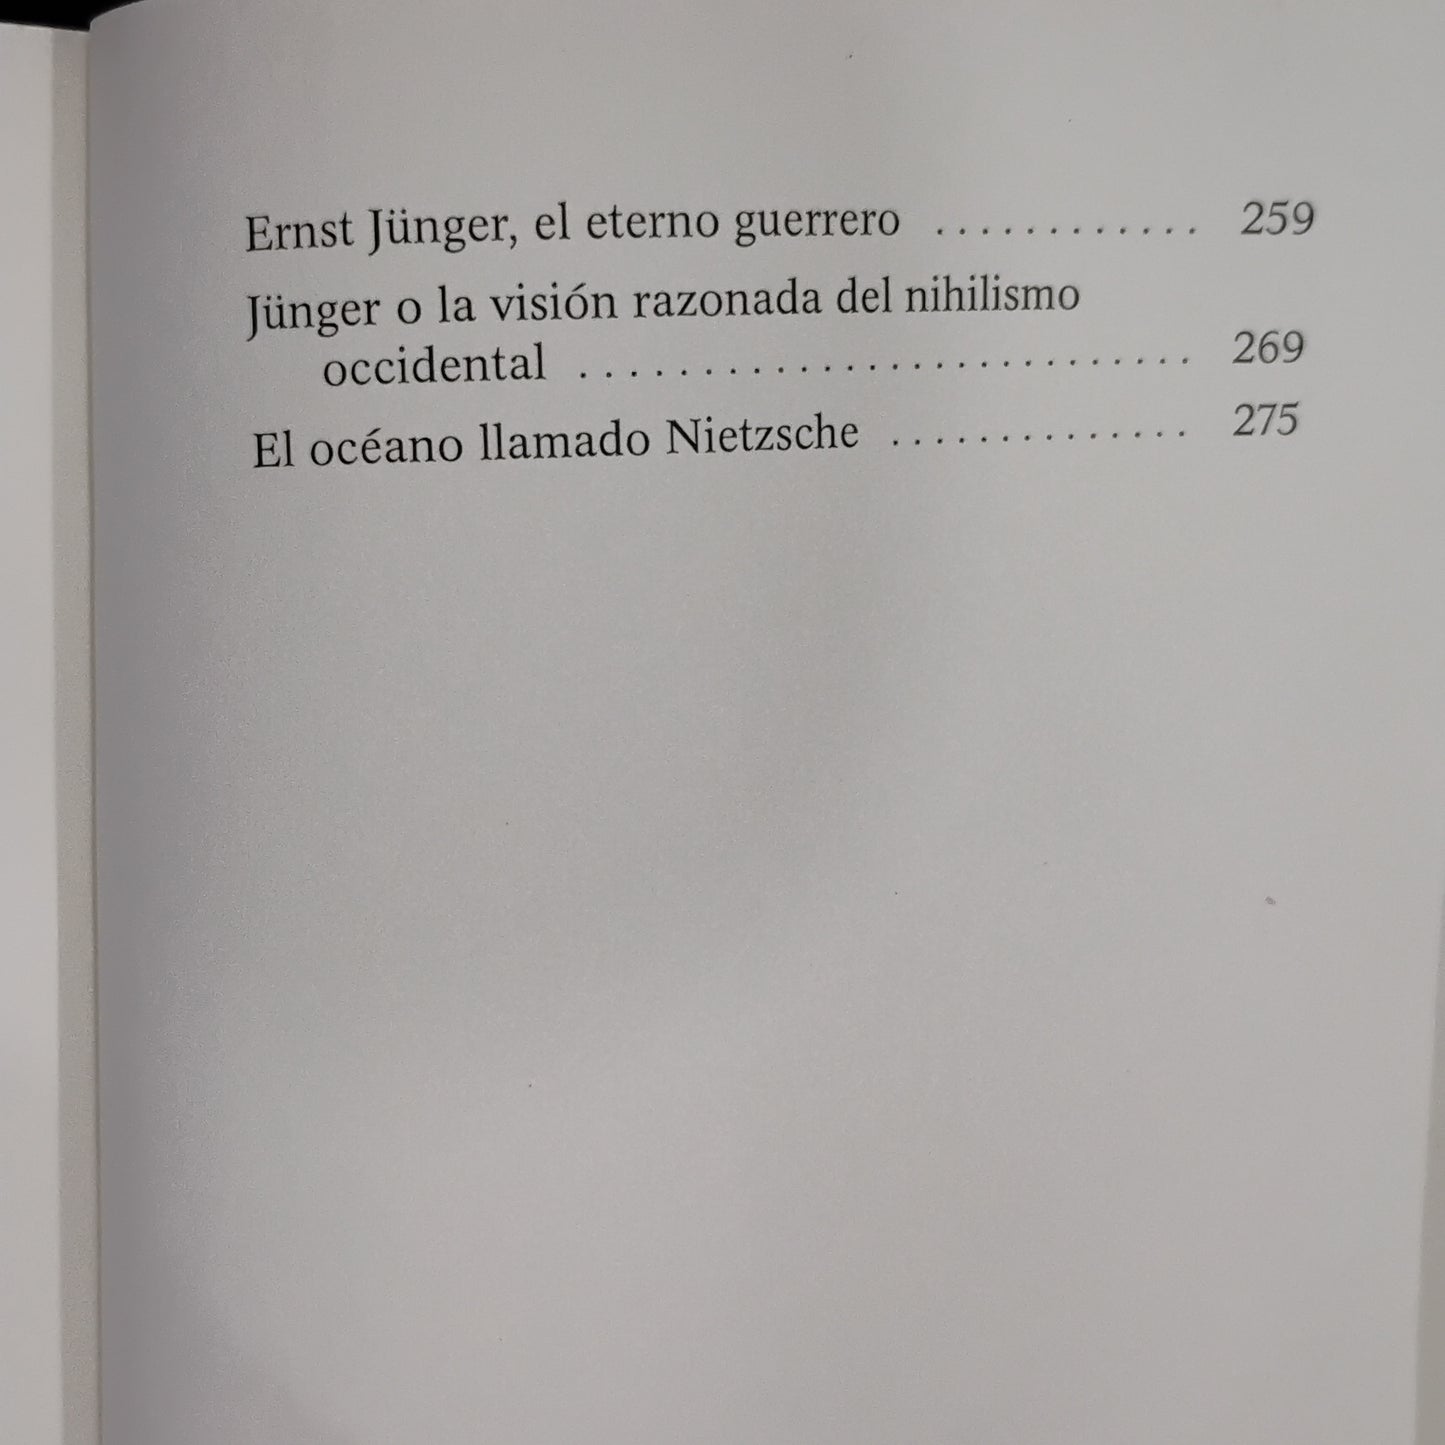 Ernst Jünger, el eterno guerrero ............ 259
Jünger o la visión razonada del nihilismo
occidental ......................... 269
El océano llamado Nietzsche .............. 275